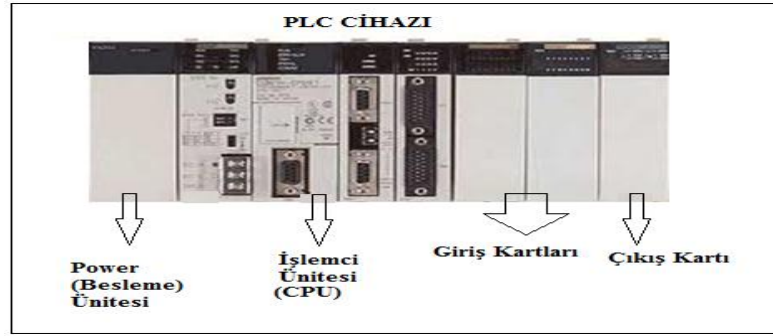 PLC CİHAZI
Power
(Besleme)
Ünitesi
İşlemci
Ünitesi
(CPU)
Giriş Kartları
Çıkış Kartı